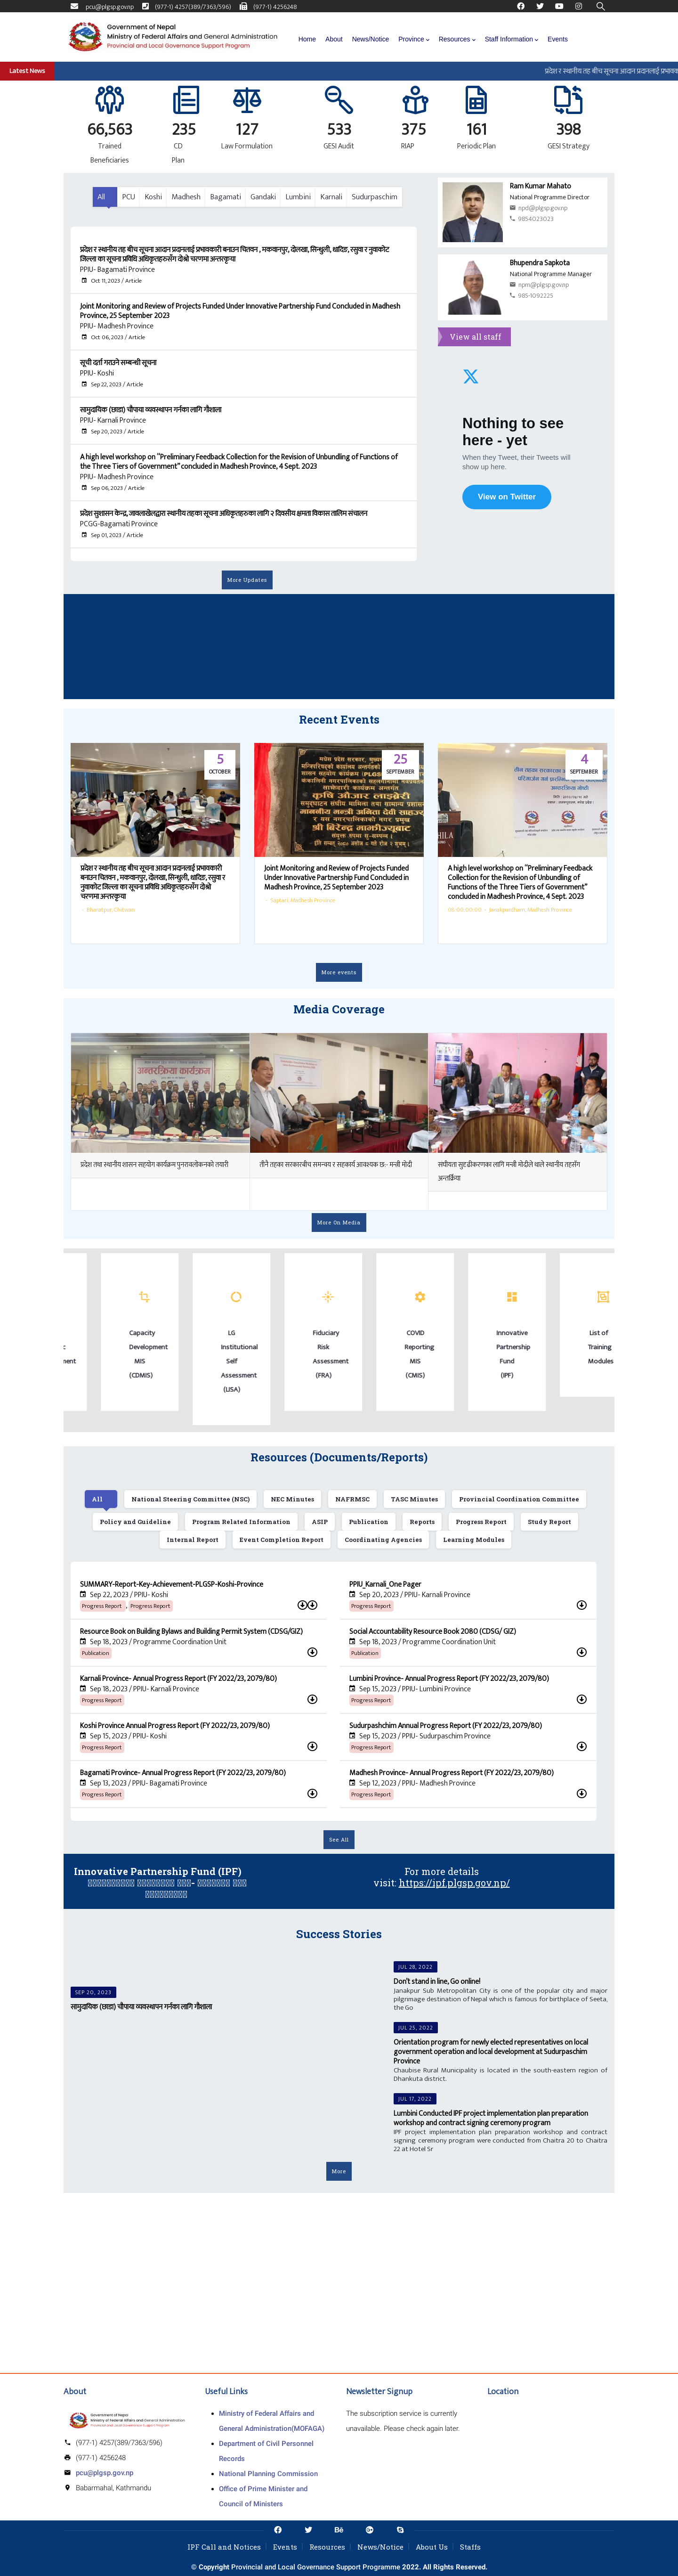 pcu@plgsp.gov.np (977-1) 4257(389/7363/596) (977-1) 4256248
Government of Nepal
Ministry of Federal Affairs and General Administration
Provincial and Local Governance Support Program
Home About News/Notice Province Resources Staff Information Events
Latest News
प्रदेश र स्थानीय तह बीच सूचना आदान प्रदानलाई
66,563 235 127 533 375 161 398
Trained Beneficiaries
CD Plan
Law Formulation
GESI Audit
RIAP
Periodic Plan
GESI Strategy
All PCU Koshi Madhesh Bagamati Gandaki Lumbini Karnali Sudurpaschim
प्रदेश र स्थानीय तह बीच सूचना आदान प्रदानलाई प्रभावकारी बनाउन चितवन , मकवानपुर, दोलखा, सिन्धुली, धादिङ, रसुवा र नुवाकोट
जिल्ला का सूचना प्रविधि अधिकृतहरुसँग दोश्रो चरणमा अन्तरक्रृया
PPIU- Bagamati Province
Oct 11, 2023 / Article
Joint Monitoring and Review of Projects Funded Under Innovative Partnership Fund Concluded in Madhesh
Province, 25 September 2023
PPIU- Madhesh Province
Oct 06, 2023 / Article
सूची दर्ता गराउने सम्बन्धी सूचना
PPIU- Koshi
Sep 22, 2023 / Article
सामुदायिक (छाडा) चौपाया व्यवस्थापन गर्नका लागि गौशाला
PPIU- Karnali Province
Sep 20, 2023 / Article
A high level workshop on "Preliminary Feedback Collection for the Revision of Unbundling of Functions of
the Three Tiers of Government" concluded in Madhesh Province, 4 Sept. 2023
PPIU- Madhesh Province
Sep 06, 2023 / Article
प्रदेश सुशासन केन्द्र, जावलाखेलद्वारा स्थानीय तहका सूचना अधिकृतहरुका लागि २ दिवसीय क्षमता विकास तालिम संचालन
PCGG-Bagamati Province
Sep 01, 2023 / Article
More Updates
Ram Kumar Mahato
National Programme Director
npd@plgsp.gov.np
9854023023
Bhupendra Sapkota
National Programme Manager
npm@plgsp.gov.np
985-1092225
View all staff
Nothing to see
here - yet
When they Tweet, their Tweets will
show up here.
View on Twitter
Recent Events
5 OCTOBER
25 SEPTEMBER
4 SEPTEMBER
प्रदेश र स्थानीय तह बीच सूचना आदान प्रदानलाई प्रभावकारी
बनाउन चितवन , मकवानपुर, दोलखा, सिन्धुली, धादिङ, रसुवा र
नुवाकोट जिल्ला का सूचना प्रविधि अधिकृतहरुसँग दोश्रो
चरणमा अन्तरक्रृया
- Bharatpur, Chitwan
Joint Monitoring and Review of Projects Funded
Under Innovative Partnership Fund Concluded in
Madhesh Province, 25 September 2023
- Saptari, Madhesh Province
A high level workshop on "Preliminary Feedback
Collection for the Revision of Unbundling of
Functions of the Three Tiers of Government"
concluded in Madhesh Province, 4 Sept. 2023
Janakpurdham, Madhesh Province
More events
Media Coverage
अन्तरक्रिया कार्यक्रम
प्रदेश तथा स्थानीय शासन सहयोग कार्यक्रम पुनरावलोकनको तयारी
तीनै तहका सरकारबीच समन्वय र सहकार्य आवश्यक छ:- मन्त्री मोदी
संघीयता सुदृढीकरणका लागि मन्त्री मोदीले थाले स्थानीय तहसँग
अन्तर्क्रिया
More On Media
Capacity Development MIS (CDMIS)
LG Institutional Self Assessment (LISA)
Fiduciary Risk Assessment (FRA)
COVID Reporting MIS (CMIS)
Innovative Partnership Fund (IPF)
List of Training Modules
Resources (Documents/Reports)
All National Steering Committee (NSC) NEC Minutes NAFRMSC TASC Minutes Provincial Coordination Committee
Policy and Guideline Program Related Information ASIP Publication Reports Progress Report Study Report
Internal Report Event Completion Report Coordinating Agencies Learning Modules
SUMMARY-Report-Key-Achievement-PLGSP-Koshi-Province
Sep 22, 2023 / PPIU- Koshi
Progress Report , Progress Report
PPIU_Karnali_One Pager
Sep 20, 2023 / PPIU- Karnali Province
Progress Report
Resource Book on Building Bylaws and Building Permit System (CDSG/GIZ)
Sep 18, 2023 / Programme Coordination Unit
Publication
Social Accountability Resource Book 2080 (CDSG/ GIZ)
Sep 18, 2023 / Programme Coordination Unit
Publication
Karnali Province- Annual Progress Report (FY 2022/23, 2079/80)
Sep 18, 2023 / PPIU- Karnali Province
Progress Report
Lumbini Province- Annual Progress Report (FY 2022/23, 2079/80)
Sep 15, 2023 / PPIU- Lumbini Province
Progress Report
Koshi Province Annual Progress Report (FY 2022/23, 2079/80)
Sep 15, 2023 / PPIU- Koshi
Progress Report
Sudurpashchim Annual Progress Report (FY 2022/23, 2079/80)
Sep 15, 2023 / PPIU- Sudurpaschim Province
Progress Report
Bagamati Province- Annual Progress Report (FY 2022/23, 2079/80)
Sep 13, 2023 / PPIU- Bagamati Province
Progress Report
Madhesh Province- Annual Progress Report (FY 2022/23, 2079/80)
Sep 12, 2023 / PPIU- Madhesh Province
Progress Report
See All
Innovative Partnership Fund (IPF)
For more details
visit: https://ipf.plgsp.gov.np/
Success Stories
SEP 20, 2023
सामुदायिक (छाडा) चौपाया व्यवस्थापन गर्नका लागि गौशाला
JUL 28, 2022
Don't stand in line, Go online!
Janakpur Sub Metropolitan City is one of the popular city and major
pilgrimage destination of Nepal which is famous for birthplace of Seeta,
the Go
JUL 25, 2022
Orientation program for newly elected representatives on local
government operation and local development at Sudurpaschim
Province
Chaubise Rural Municipality is located in the south-eastern region of
Dhankuta district.
JUL 17, 2022
Lumbini Conducted IPF project implementation plan preparation
workshop and contract signing ceremony program
IPF project implementation plan preparation workshop and contract
signing ceremony program were conducted from Chaitra 20 to Chaitra
22 at Hotel Sr
More
About
Government of Nepal
Ministry of Federal Affairs and General Administration
Provincial and Local Governance Support Program
(977-1) 4257(389/7363/596)
(977-1) 4256248
pcu@plgsp.gov.np
Babarmahal, Kathmandu
Useful Links
Ministry of Federal Affairs and
General Administration(MOFAGA)
Department of Civil Personnel
Records
National Planning Commission
Office of Prime Minister and
Council of Ministers
Newsletter Signup
The subscription service is currently
unavailable. Please check again later.
Location
IPF Call and Notices Events Resources News/Notice About Us Staffs
© Copyright Provincial and Local Governance Support Programme 2022. All Rights Reserved.